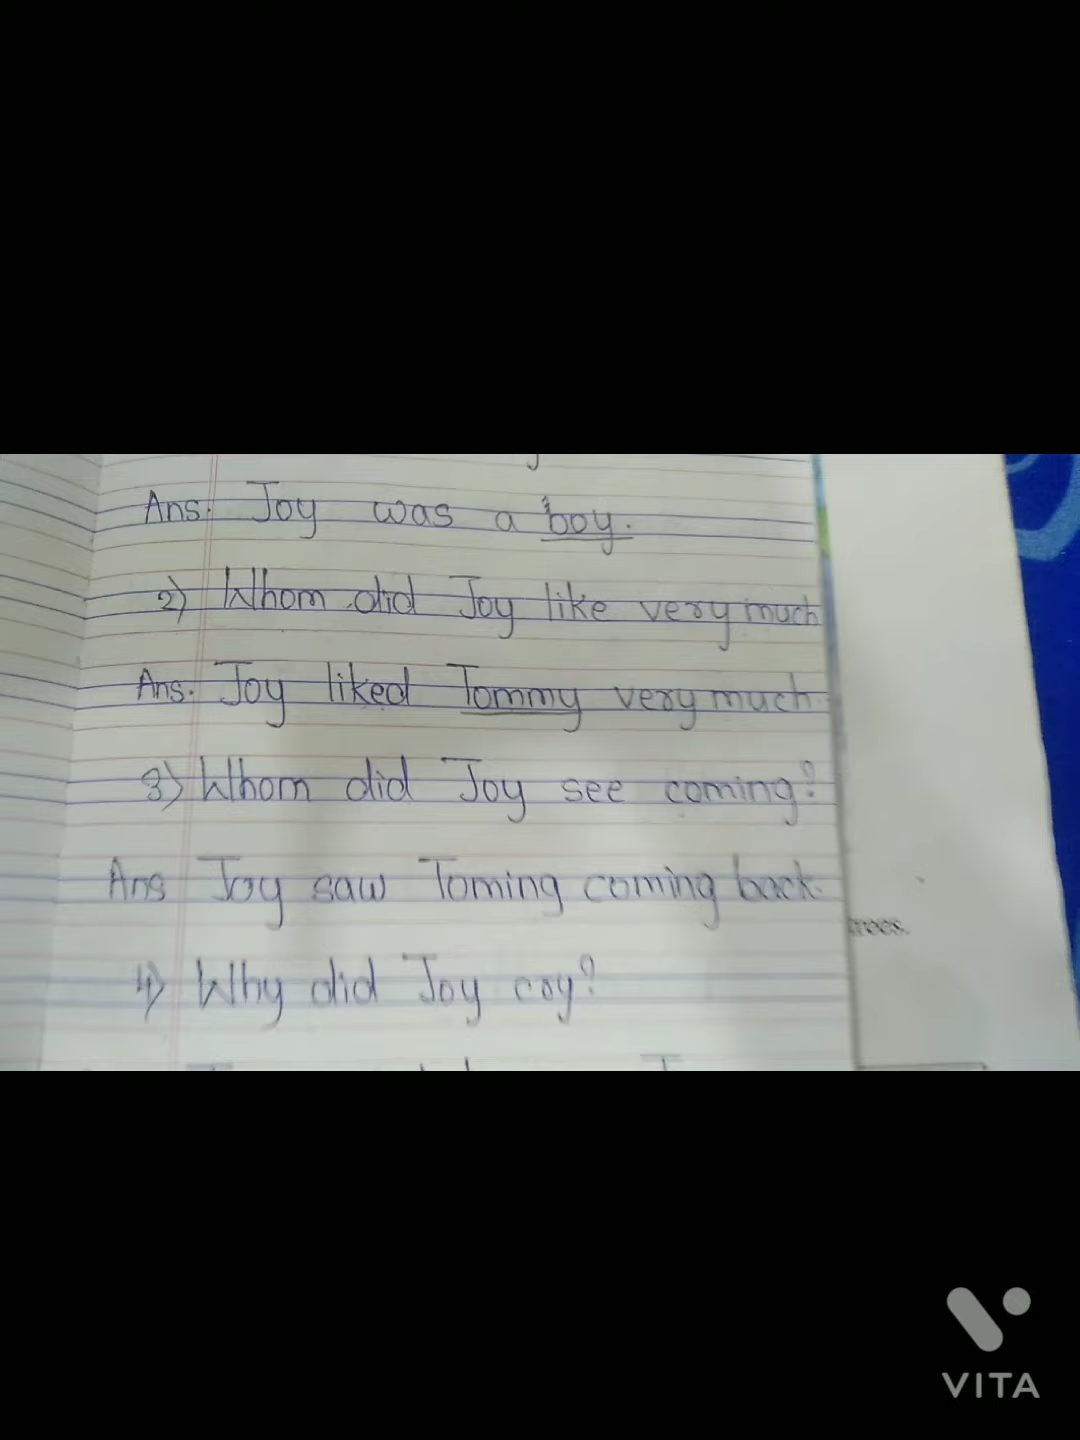 Ans. Joy was a boy.
2) Whom did Joy like very much
Ans. Joy liked Tommy very much.
3) Whom did Joy see coming?
Ans Joy saw Toming coming back.
trees.
4) Why did Joy cry?
VITA